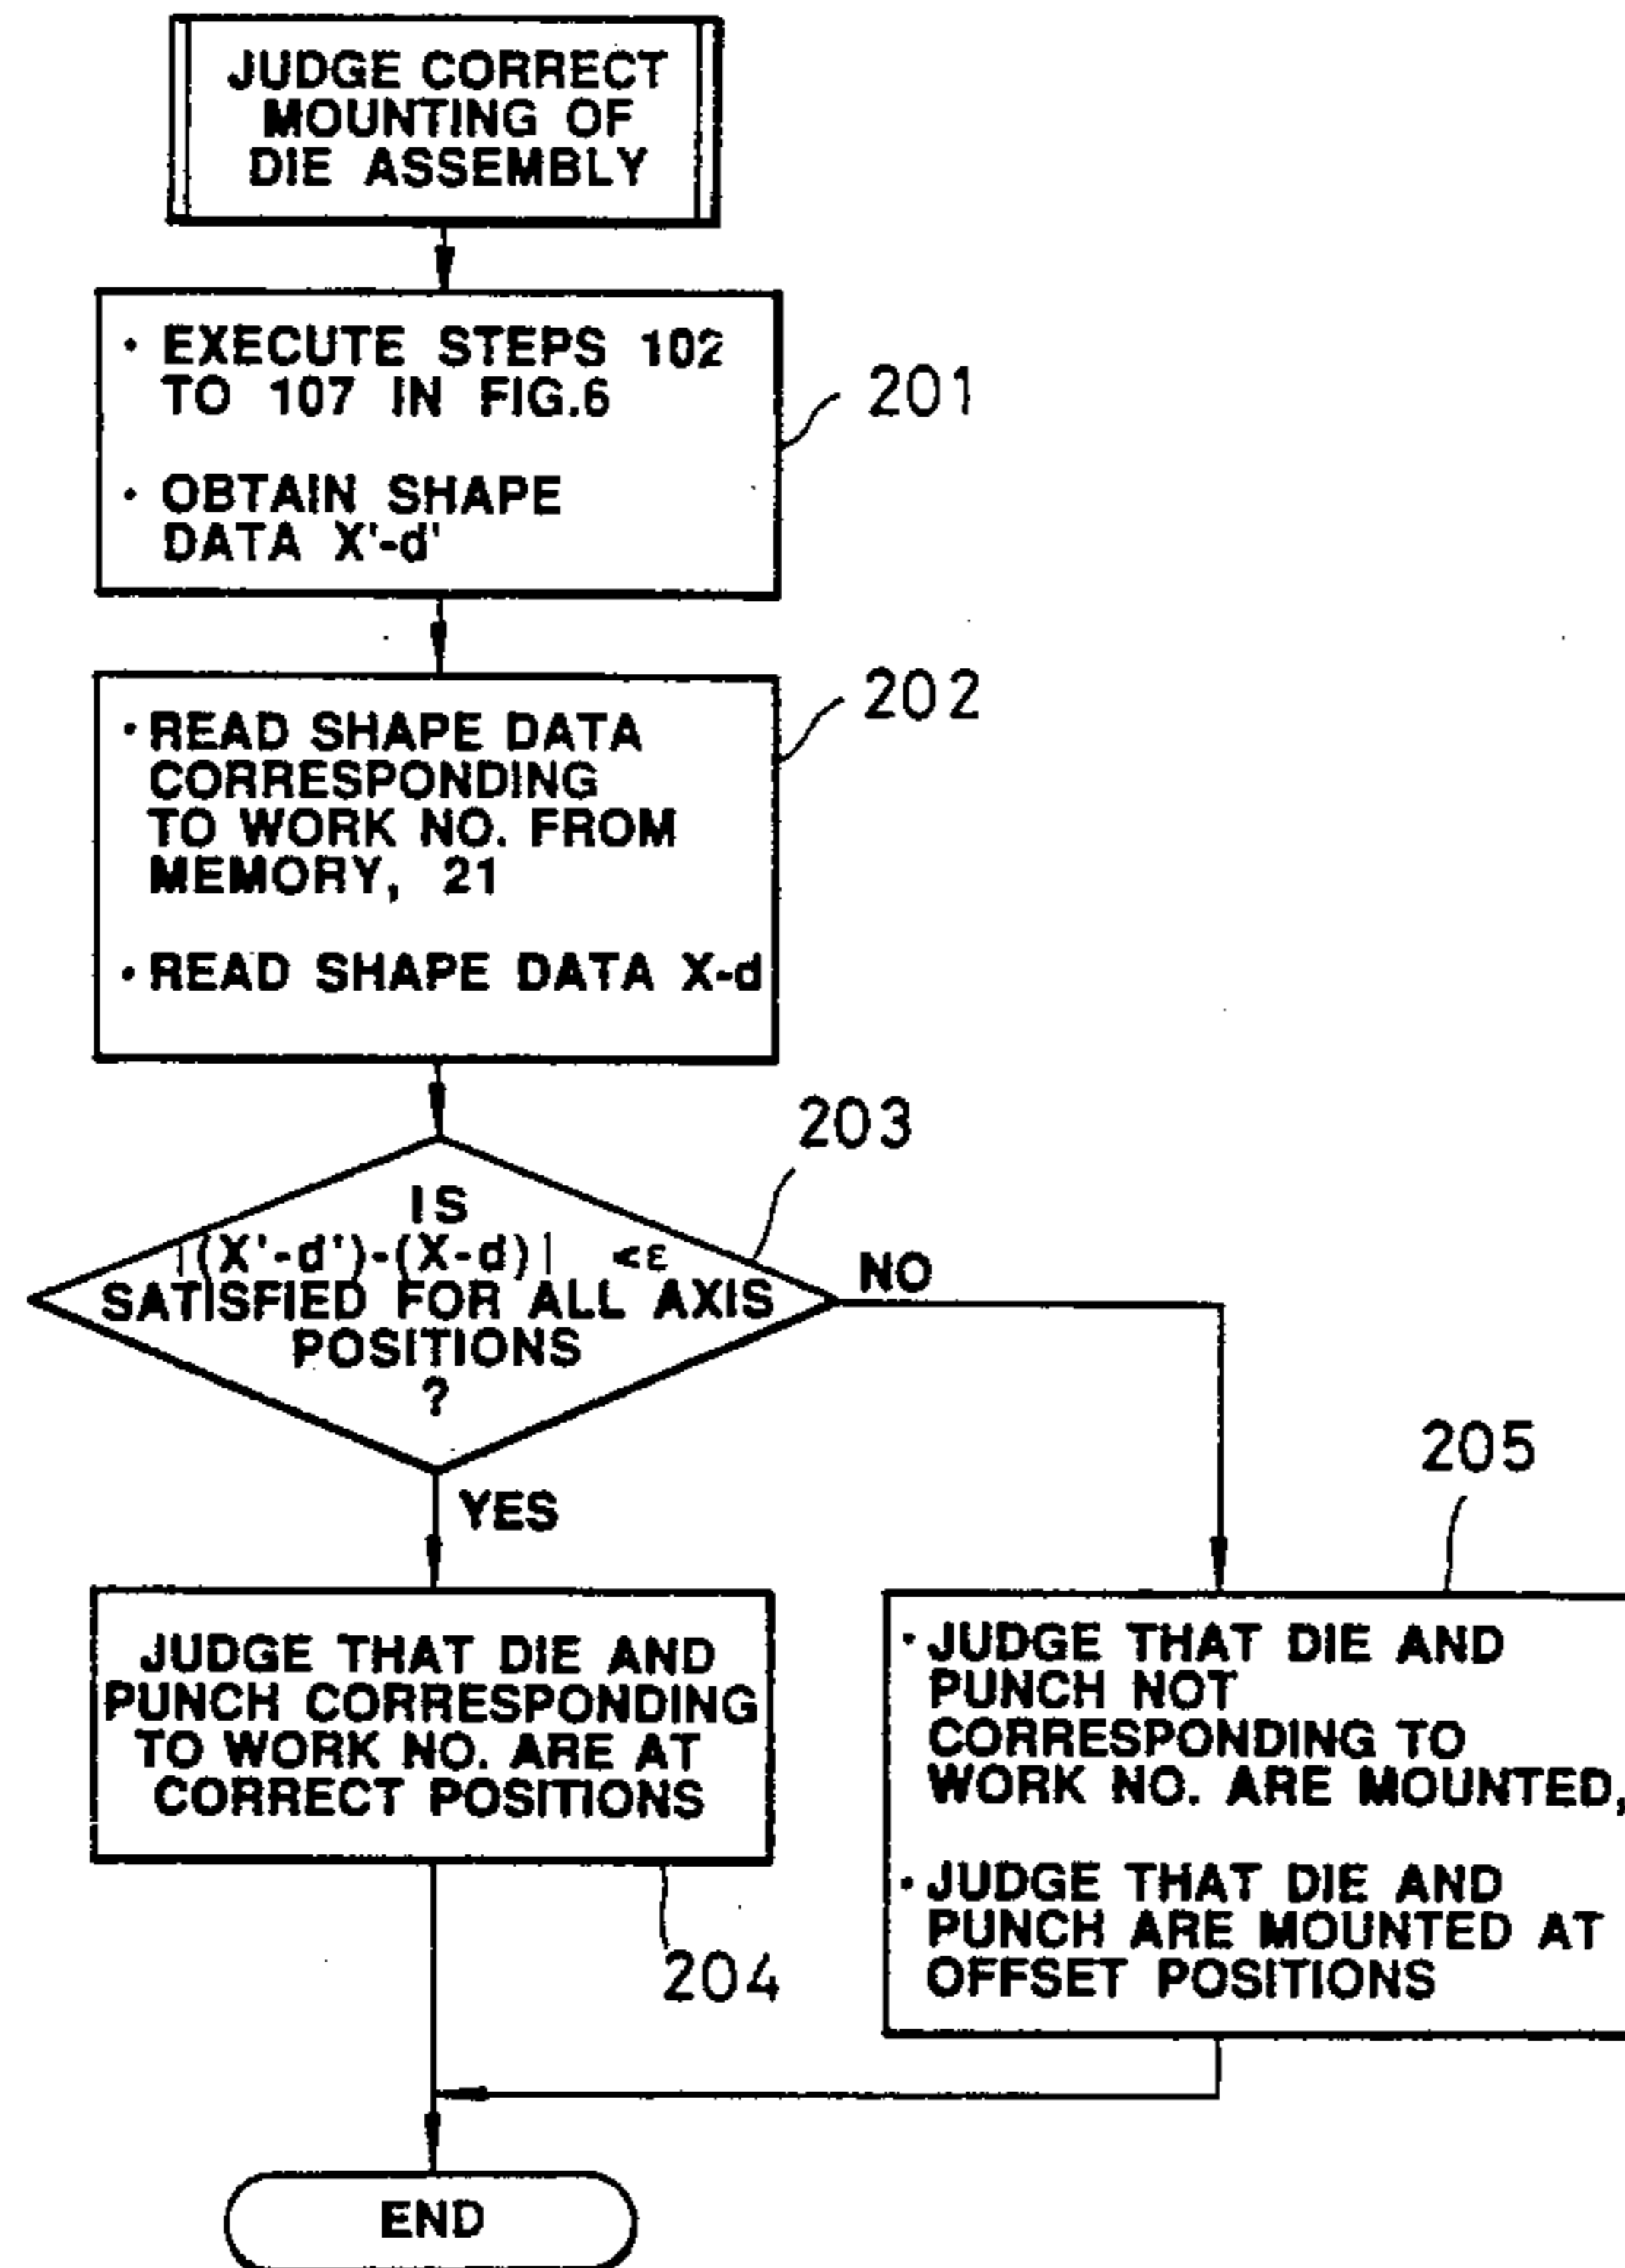 JUDGE CORRECT
MOUNTING OF
DIE ASSEMBLY
• EXECUTE STEPS 102
TO 107 IN FIG.6
• OBTAIN SHAPE
DATA X'-d'
201
• READ SHAPE DATA
CORRESPONDING
TO WORK NO. FROM
MEMORY, 21
• READ SHAPE DATA X-d
202
203
IS
|(X'-d')-(X-d)| <ε
SATISFIED FOR ALL AXIS
POSITIONS
?
NO
YES
205
JUDGE THAT DIE AND
PUNCH CORRESPONDING
TO WORK NO. ARE AT
CORRECT POSITIONS
204
• JUDGE THAT DIE AND
PUNCH NOT
CORRESPONDING TO
WORK NO. ARE MOUNTED,
• JUDGE THAT DIE AND
PUNCH ARE MOUNTED AT
OFFSET POSITIONS
END